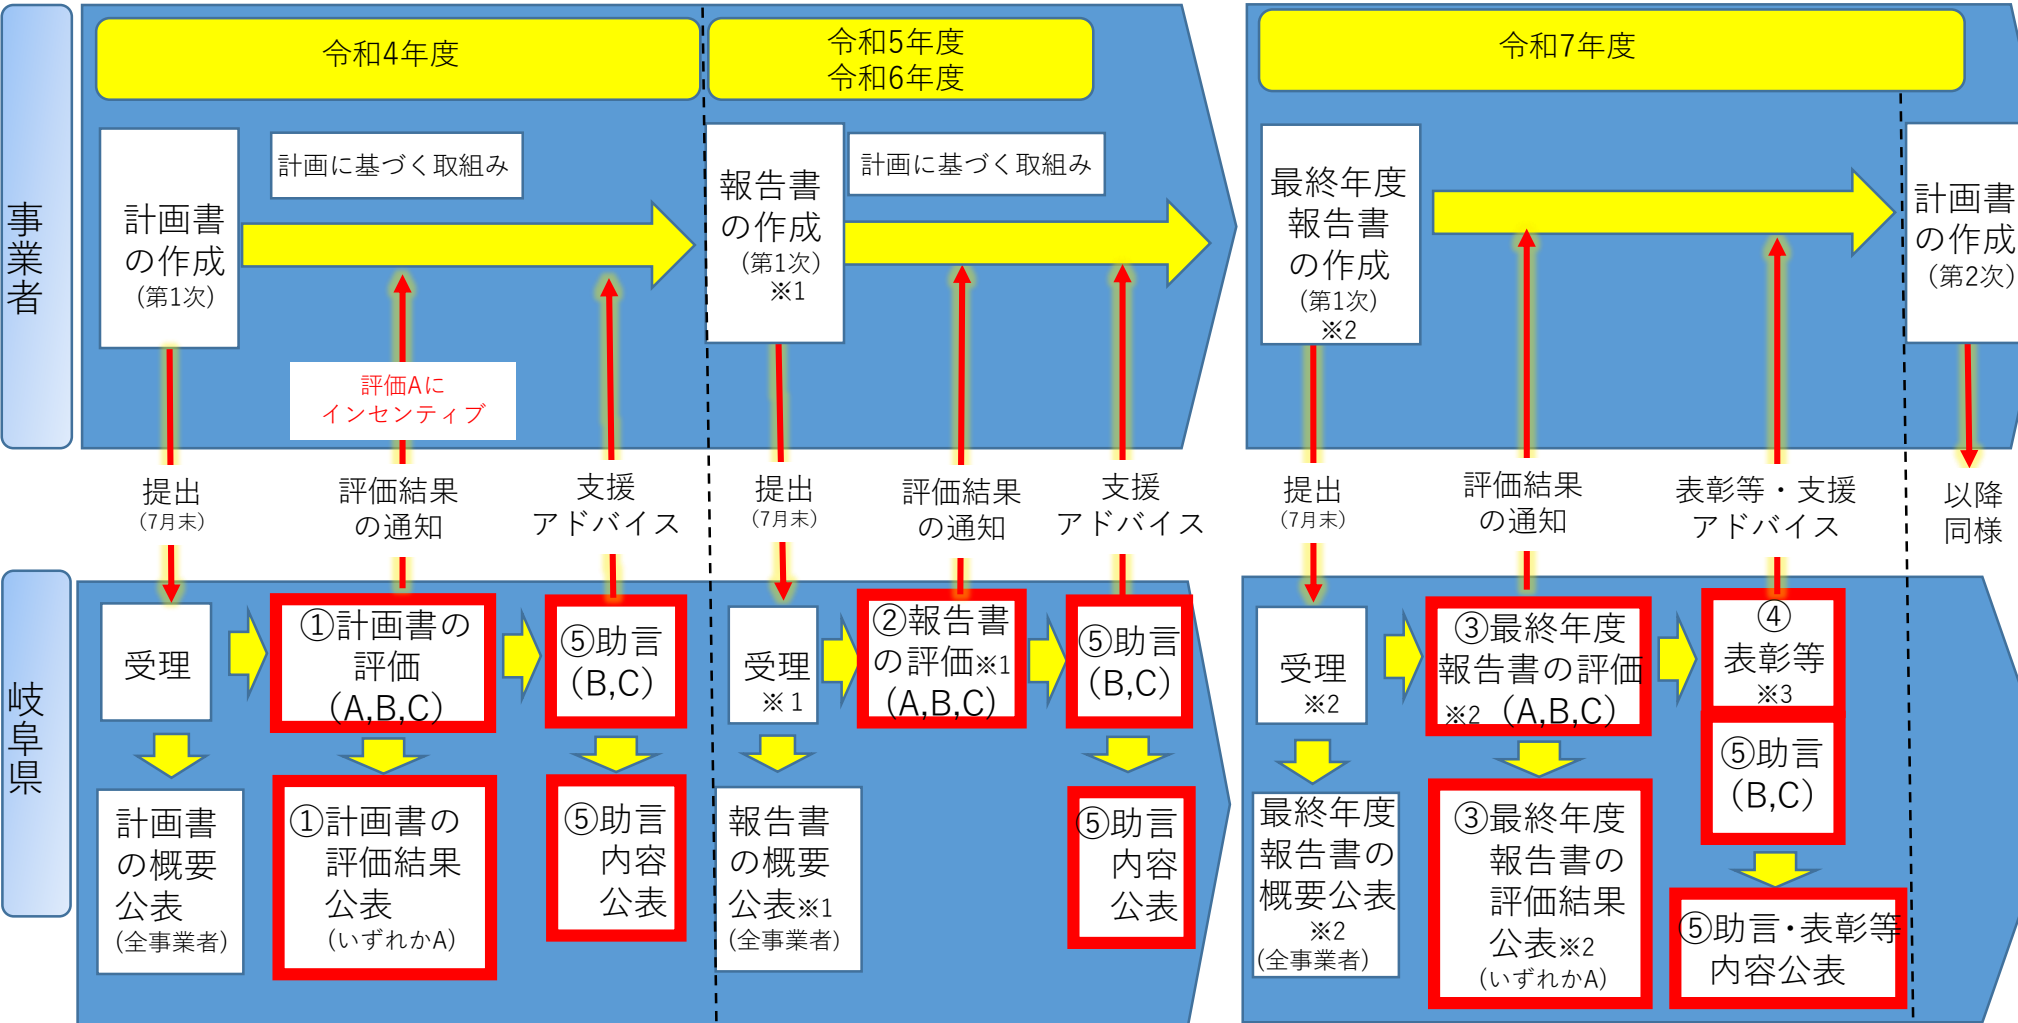 事業者
令和4年度
令和5年度
令和6年度
令和7年度
計画書
の作成
(第1次)
計画に基づく取組み
報告書
の作成
(第1次)
※1
計画に基づく取組み
最終年度
報告書
の作成
(第1次)
※2
計画書
の作成
(第2次)
評価Aに
インセンティブ
提出
(7月末)
評価結果
の通知
支援
アドバイス
提出
(7月末)
評価結果
の通知
支援
アドバイス
提出
(7月末)
評価結果
の通知
表彰等・支援
アドバイス
以降
同様
岐阜県
受理
①計画書の
評価
(A,B,C)
⑤助言
(B,C)
受理
※1
②報告書
の評価※1
(A,B,C)
⑤助言
(B,C)
受理
※2
③最終年度
報告書の評価
※2 (A,B,C)
④
表彰等
※3
⑤助言
(B,C)
計画書
の概要
公表
(全事業者)
①計画書の
評価結果
公表
(いずれかA)
⑤助言
内容
公表
報告書
の概要
公表※1
(全事業者)
⑤助言
内容
公表
最終年度
報告書の
概要公表
※2
(全事業者)
③最終年度
報告書の
評価結果
公表※2
(いずれかA)
⑤助言・表彰等
内容公表